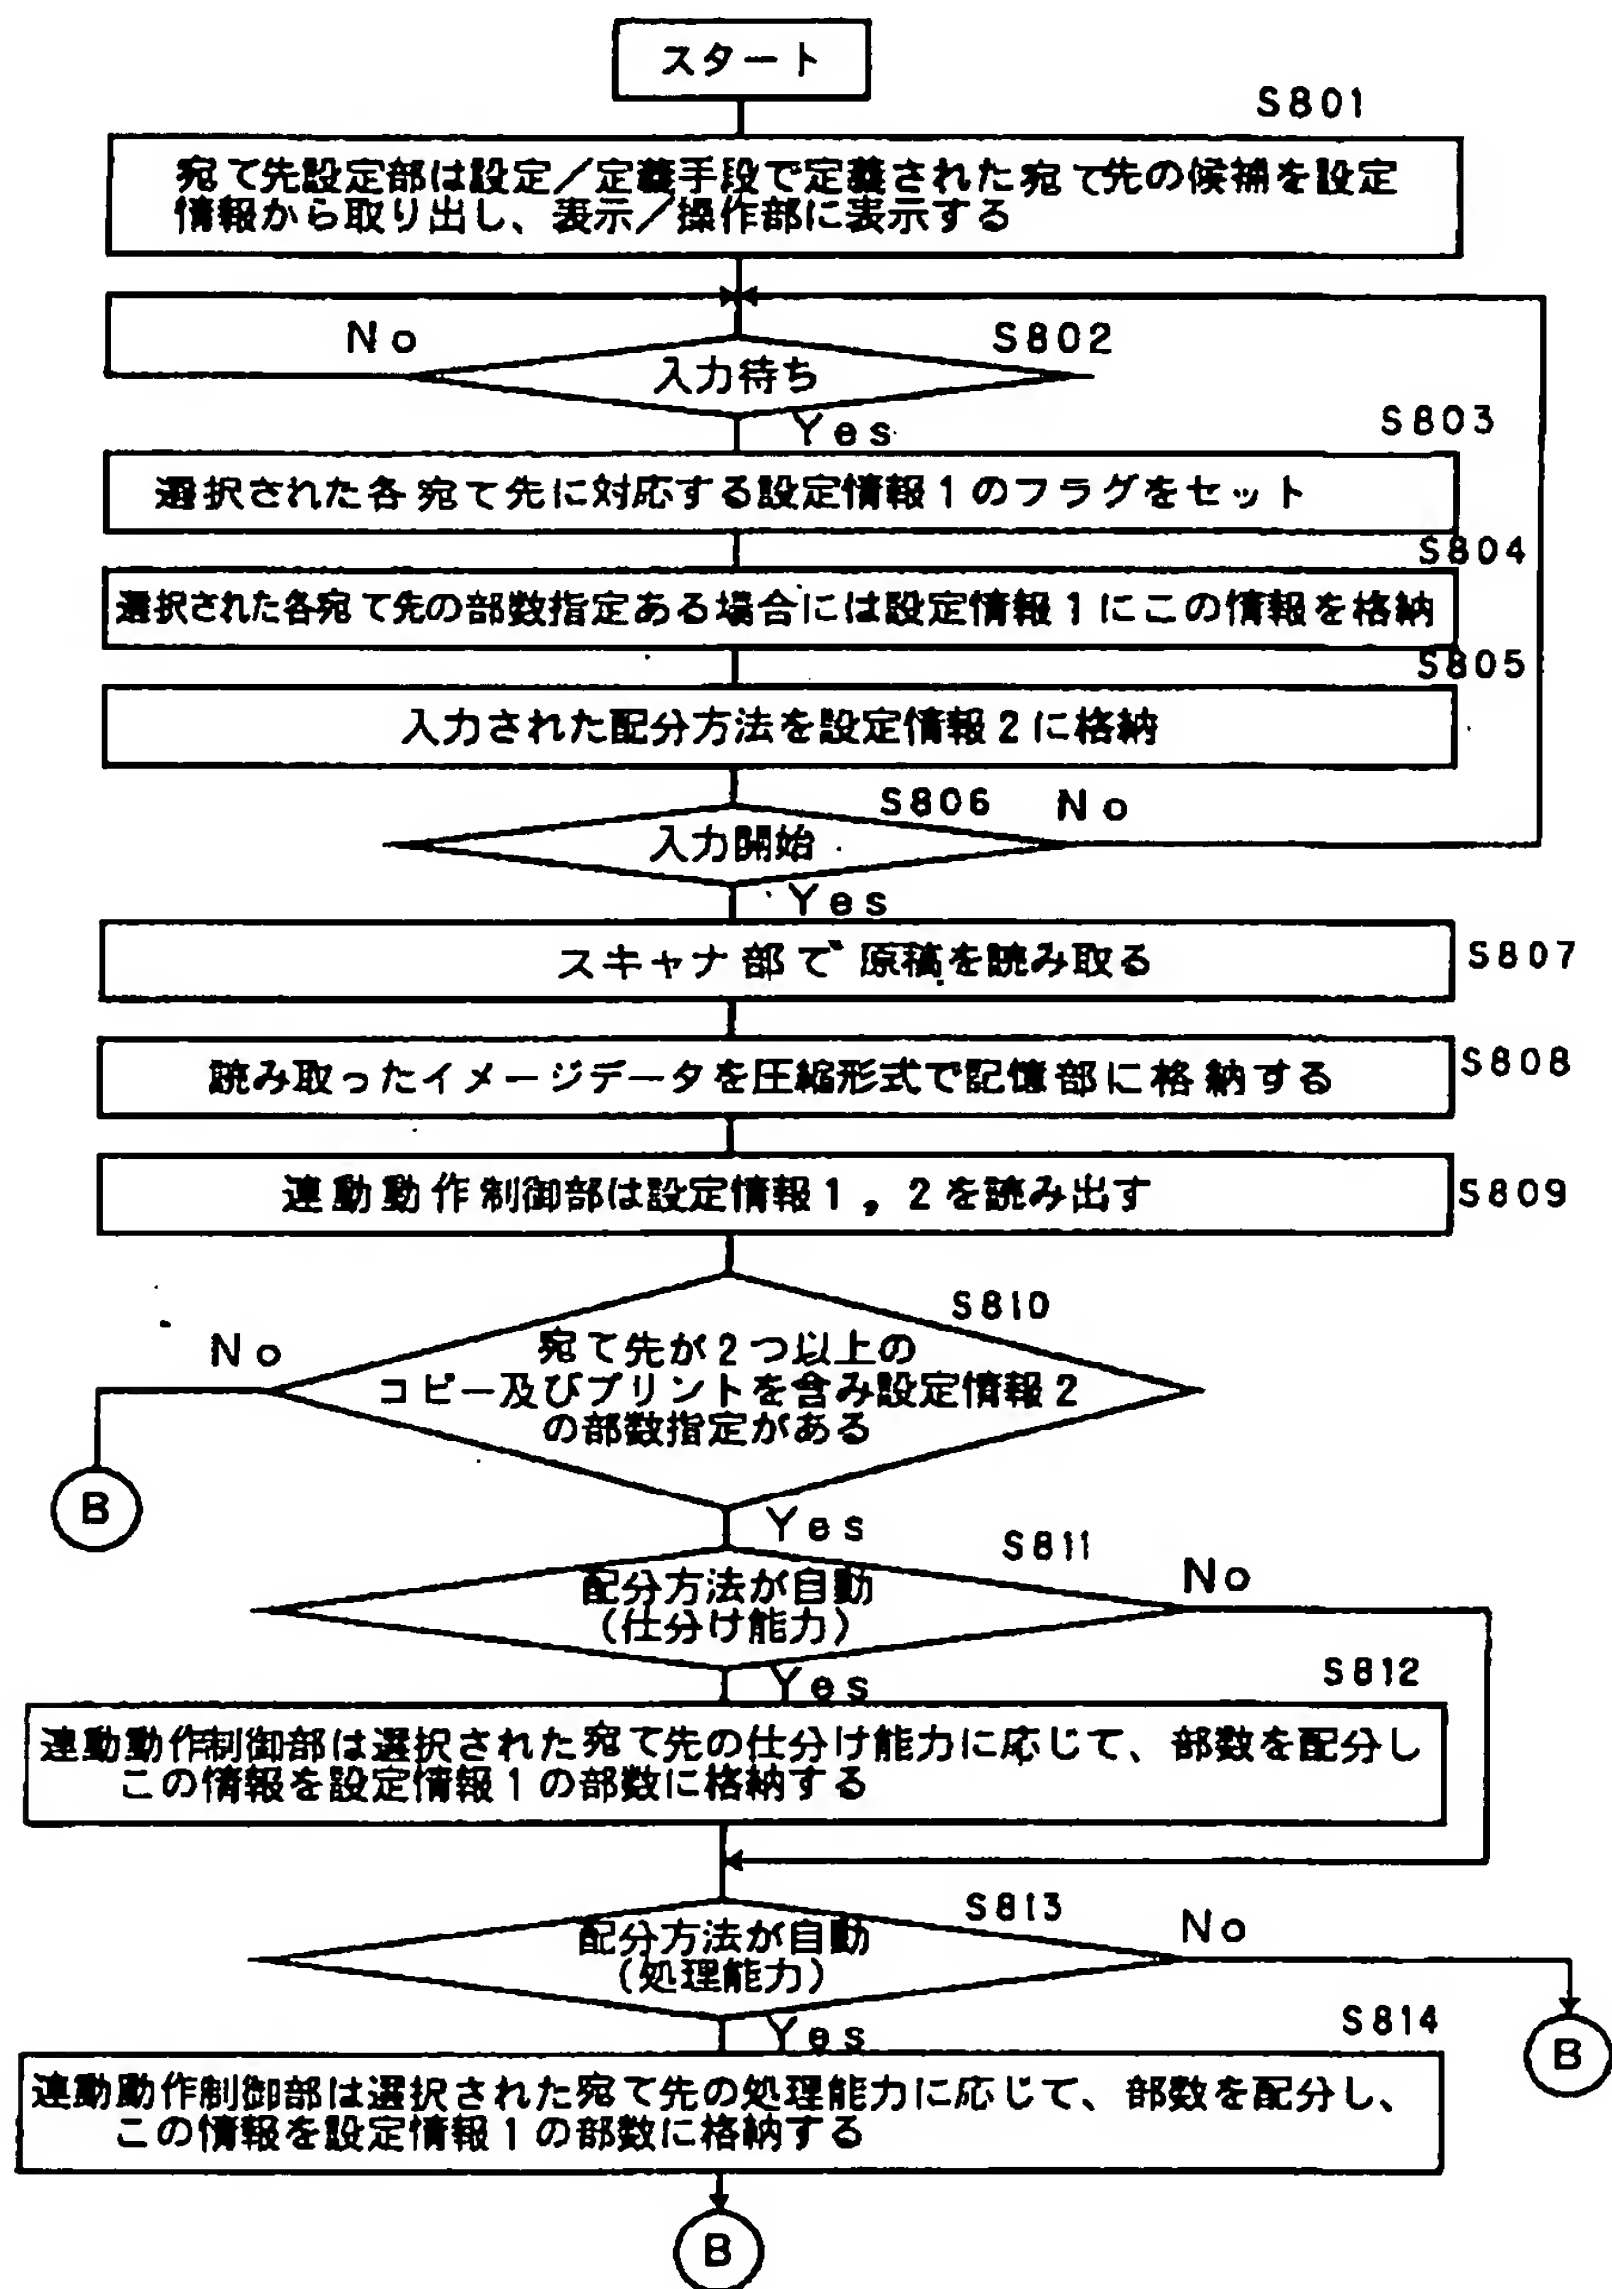 スタート
S801
宛て先設定部は設定／定義手段で定義された宛て先の候補を設定
情報から取り出し、表示／操作部に表示する
No
S802
入力待ち
Yes
S803
選択された各宛て先に対応する設定情報1のフラグをセット
S804
選択された各宛て先の部数指定ある場合には設定情報1にこの情報を格納
S805
入力された配分方法を設定情報2に格納
S806
No
入力開始
Yes
スキャナ部で原稿を読み取る
S807
読み取ったイメージデータを圧縮形式で記憶部に格納する
S808
連動動作制御部は設定情報1，2を読み出す
S809
S810
No
宛て先が2つ以上の
コピー及びプリントを含み設定情報2
の部数指定がある
B
Yes
S811
No
配分方法が自動
(仕分け能力)
Yes
S812
連動動作制御部は選択された宛て先の仕分け能力に応じて、部数を配分し
この情報を設定情報1の部数に格納する
S813
No
配分方法が自動
(処理能力)
Yes
S814
B
連動動作制御部は選択された宛て先の処理能力に応じて、部数を配分し、
この情報を設定情報1の部数に格納する
B